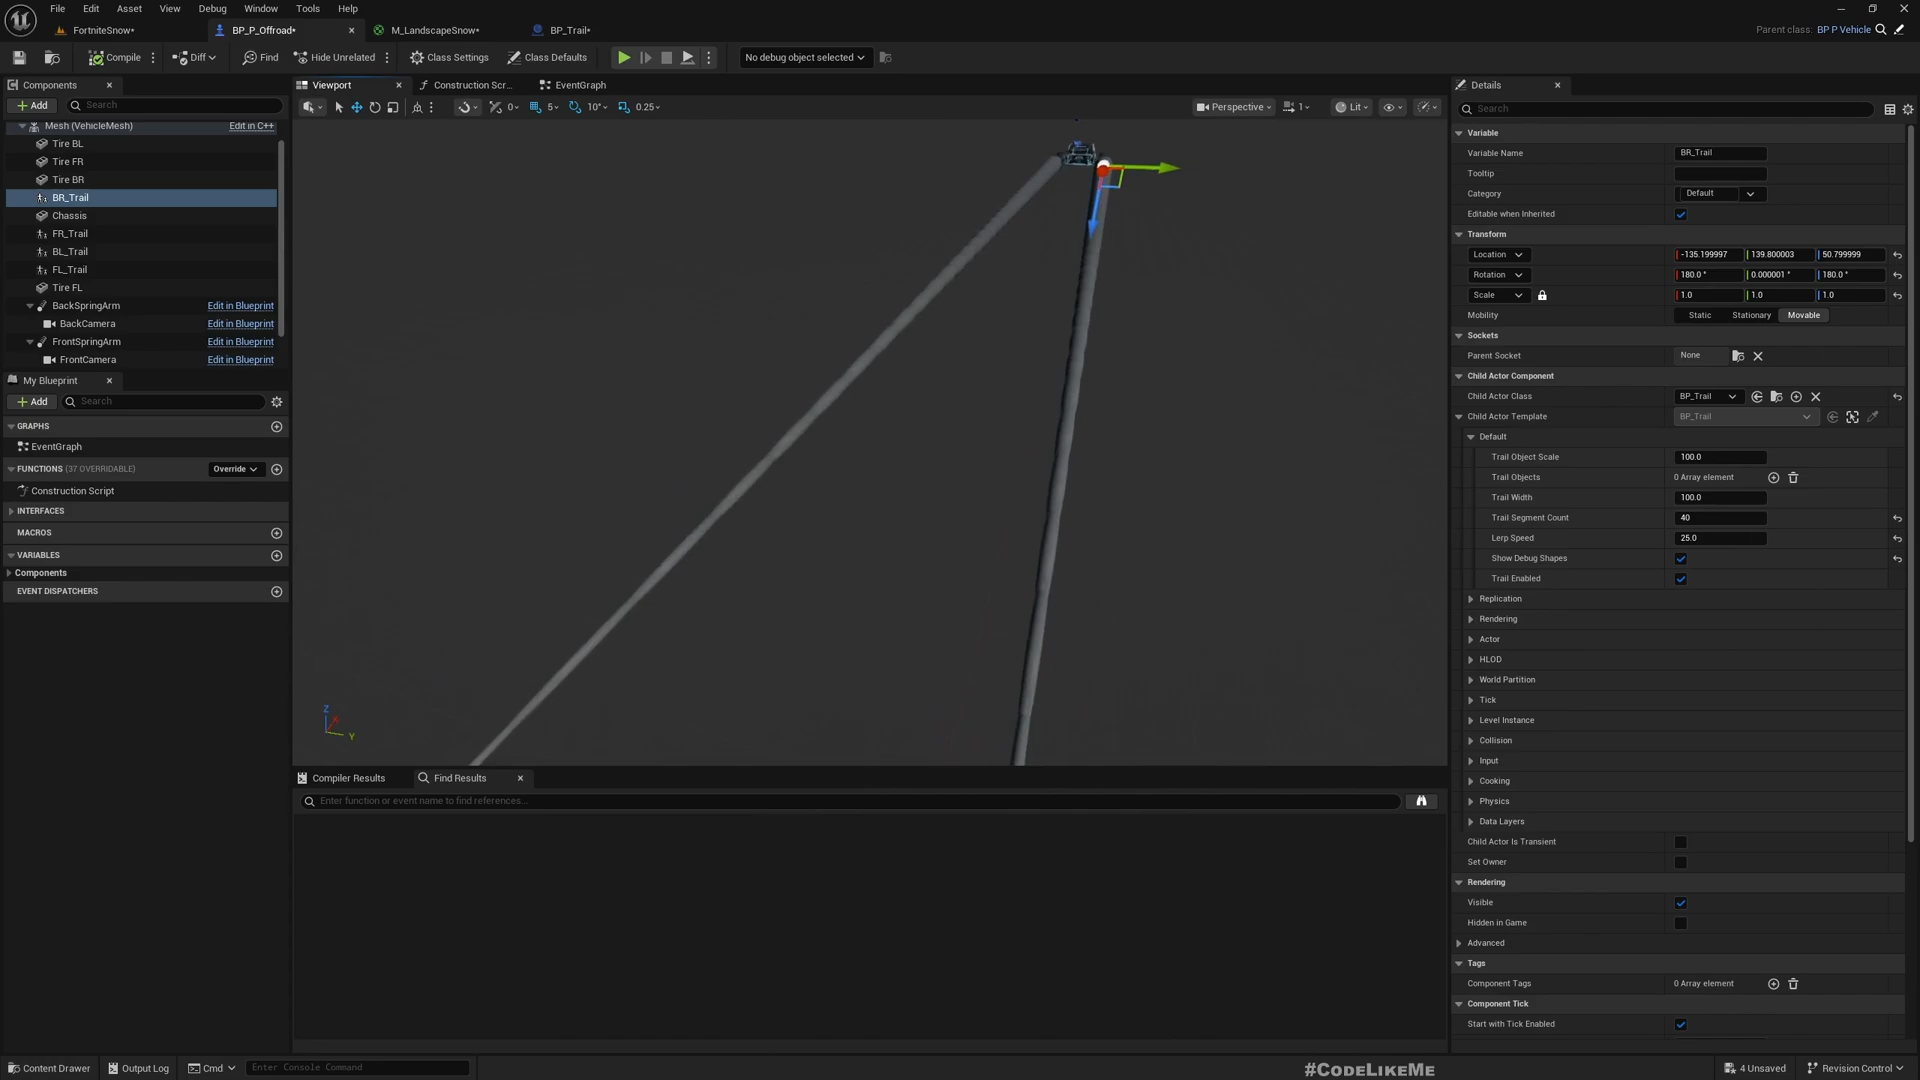 File Edit Asset View Debug Window Tools Help
FortniteSnow* BP_P_Offroad* M_LandscapeSnow* BP_Trail* Parent class: BP P Vehicle
Compile Diff Find Hide Unrelated Class Settings Class Defaults No debug object selected
Components Viewport Construction Scr... EventGraph Details
Add Search 0 5 10° 0.25 Perspective 1 Lit Search
Mesh (VehicleMesh) Edit in C++
Tire BL
Tire FR
Tire BR
BR_Trail
Chassis
FR_Trail
BL_Trail
FL_Trail
Tire FL
BackSpringArm Edit in Blueprint
BackCamera Edit in Blueprint
FrontSpringArm Edit in Blueprint
FrontCamera Edit in Blueprint
My Blueprint
Add Search
GRAPHS
EventGraph
FUNCTIONS (37 OVERRIDABLE) Override
Construction Script
INTERFACES
MACROS
VARIABLES
Components
EVENT DISPATCHERS
Z
X
Y
Compiler Results Find Results
Enter function or event name to find references...
Variable
Variable Name BR_Trail
Tooltip
Category Default
Editable when Inherited
Transform
Location -135.199997 139.800003 50.799999
Rotation 180.0° 0.000001° 180.0°
Scale 1.0 1.0 1.0
Mobility Static Stationary Movable
Sockets
Parent Socket None
Child Actor Component
Child Actor Class BP_Trail
Child Actor Template BP_Trail
Default
Trail Object Scale 100.0
Trail Objects 0 Array element
Trail Width 100.0
Trail Segment Count 40
Lerp Speed 25.0
Show Debug Shapes
Trail Enabled
Replication
Rendering
Actor
HLOD
World Partition
Tick
Level Instance
Collision
Input
Cooking
Physics
Data Layers
Child Actor Is Transient
Set Owner
Rendering
Visible
Hidden in Game
Advanced
Tags
Component Tags 0 Array element
Component Tick
Start with Tick Enabled
Content Drawer Output Log Cmd Enter Console Command #CODELIKEME 4 Unsaved Revision Control